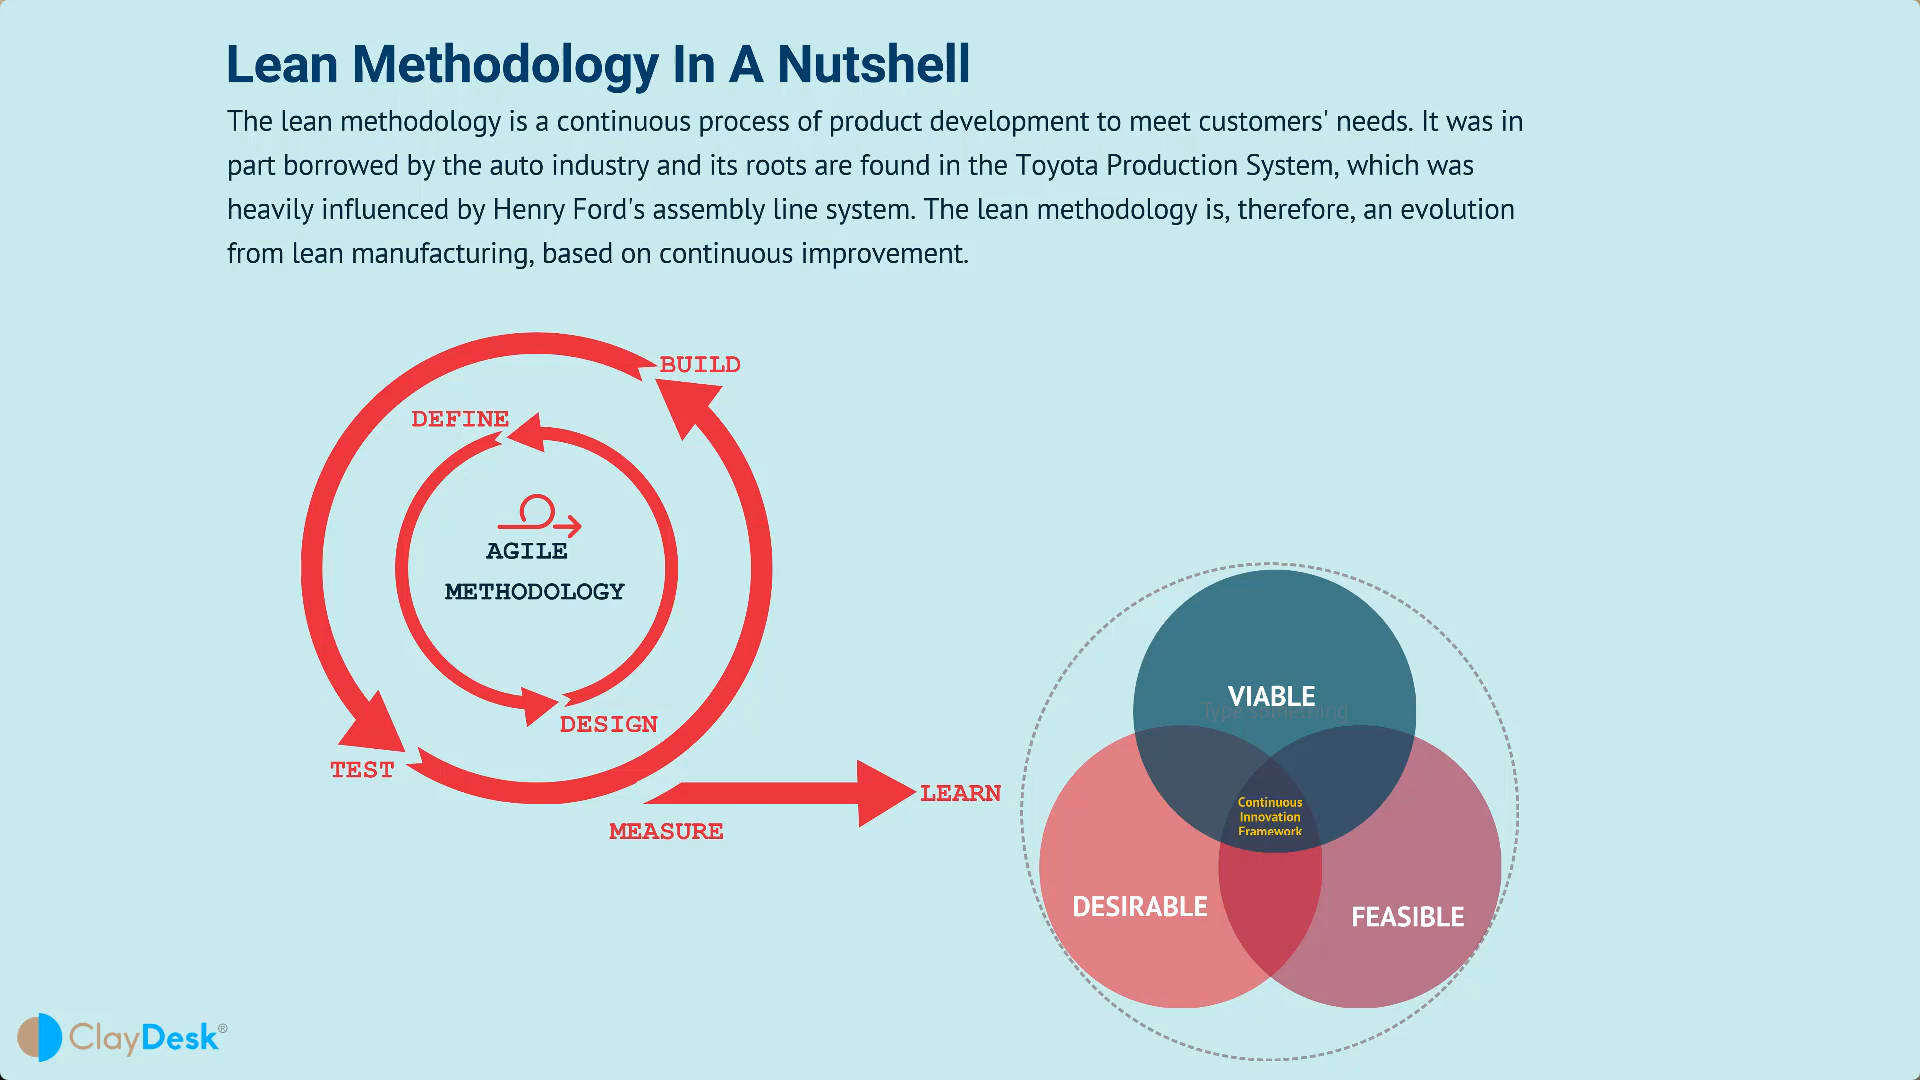 Lean Methodology In A Nutshell
The lean methodology is a continuous process of product development to meet customers' needs. It was in
part borrowed by the auto industry and its roots are found in the Toyota Production System, which was
heavily influenced by Henry Ford's assembly line system. The lean methodology is, therefore, an evolution
from lean manufacturing, based on continuous improvement.
BUILD
DEFINE
AGILE
METHODOLOGY
DESIGN
TEST
MEASURE
LEARN
VIABLE
Type something
Continuous
Innovation
Framework
DESIRABLE
FEASIBLE
ClayDesk®